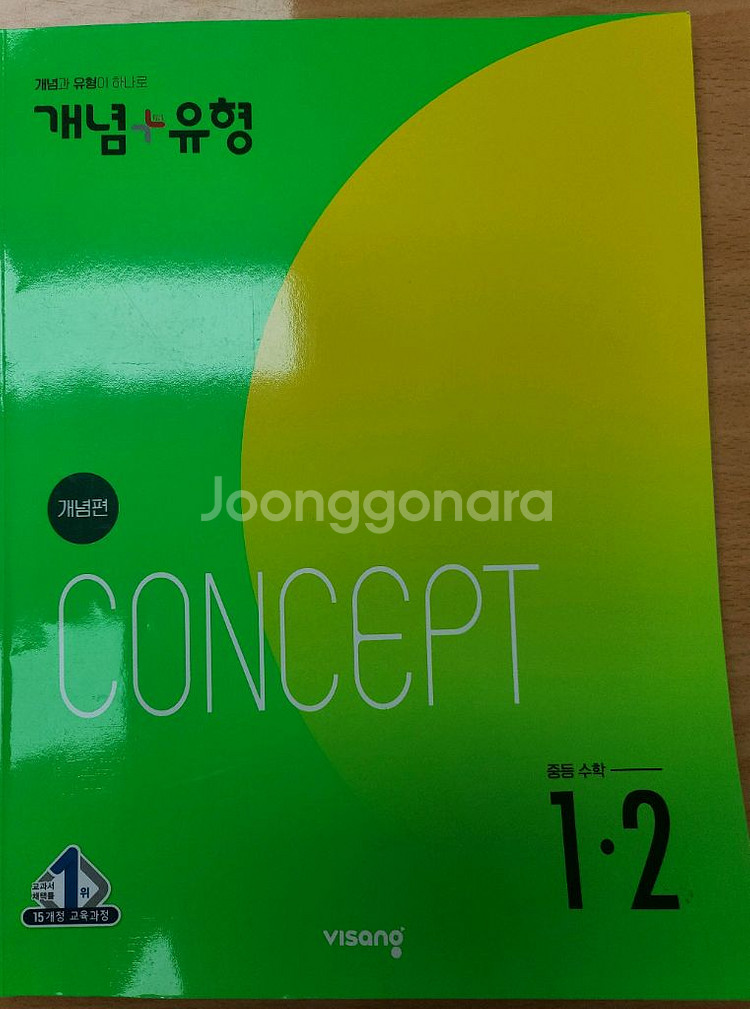 개념과 유형이 하나로
개념+유형
개념편
Joonggonara
CONCEPT
중등 수학
1·2
교과서
채택률
1위
15개정 교육과정
visang